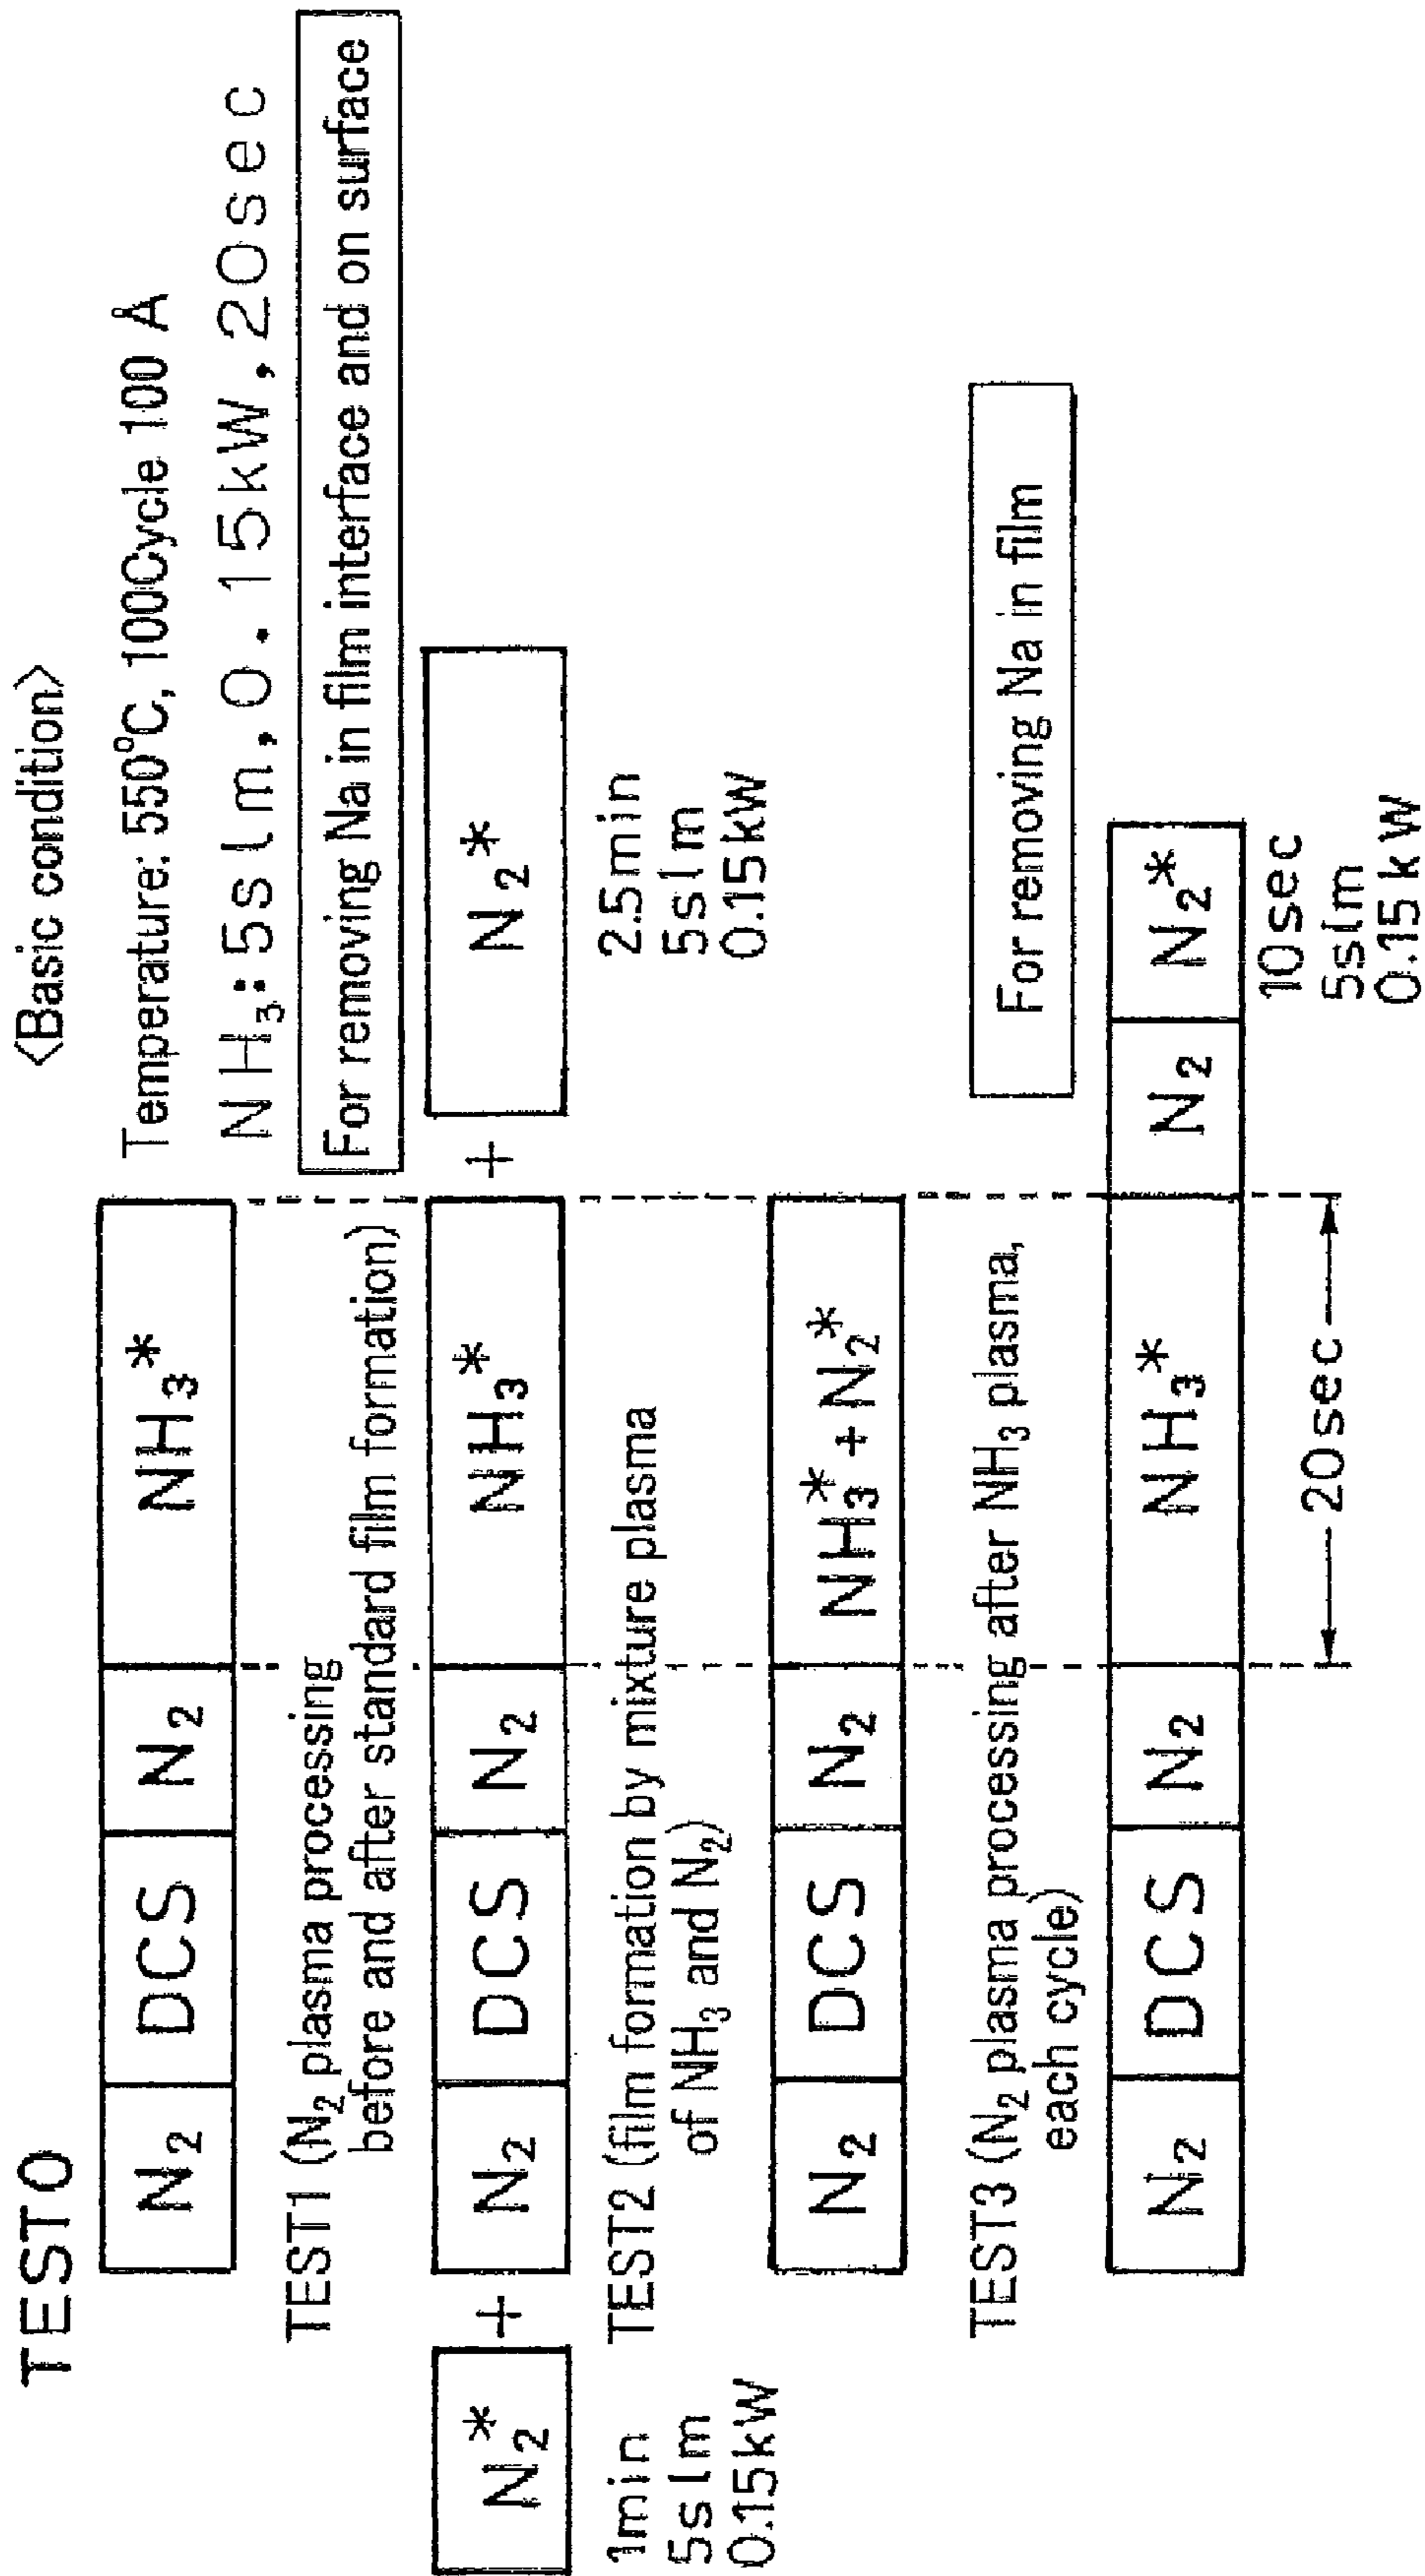 <Basic condition>
Temperature: 550°C, 100Cycle 100 Å
NH₃:5slm, 0.15kW, 20sec
TEST0
N₂ DCS N₂ NH₃*
TEST1 (N₂ plasma processing
before and after standard film formation)
For removing Na in film interface and on surface
N₂* + N₂ DCS N₂ NH₃* + N₂*
1min
5slm
0.15kW
2.5min
5slm
0.15kW
TEST2 (film formation by mixture plasma
of NH₃ and N₂)
N₂ DCS N₂ NH₃*+N₂*
TEST3 (N₂ plasma processing after NH₃ plasma,
each cycle)
For removing Na in film
N₂ DCS N₂ NH₃* N₂ N₂*
20sec
10sec
5slm
0.15kW